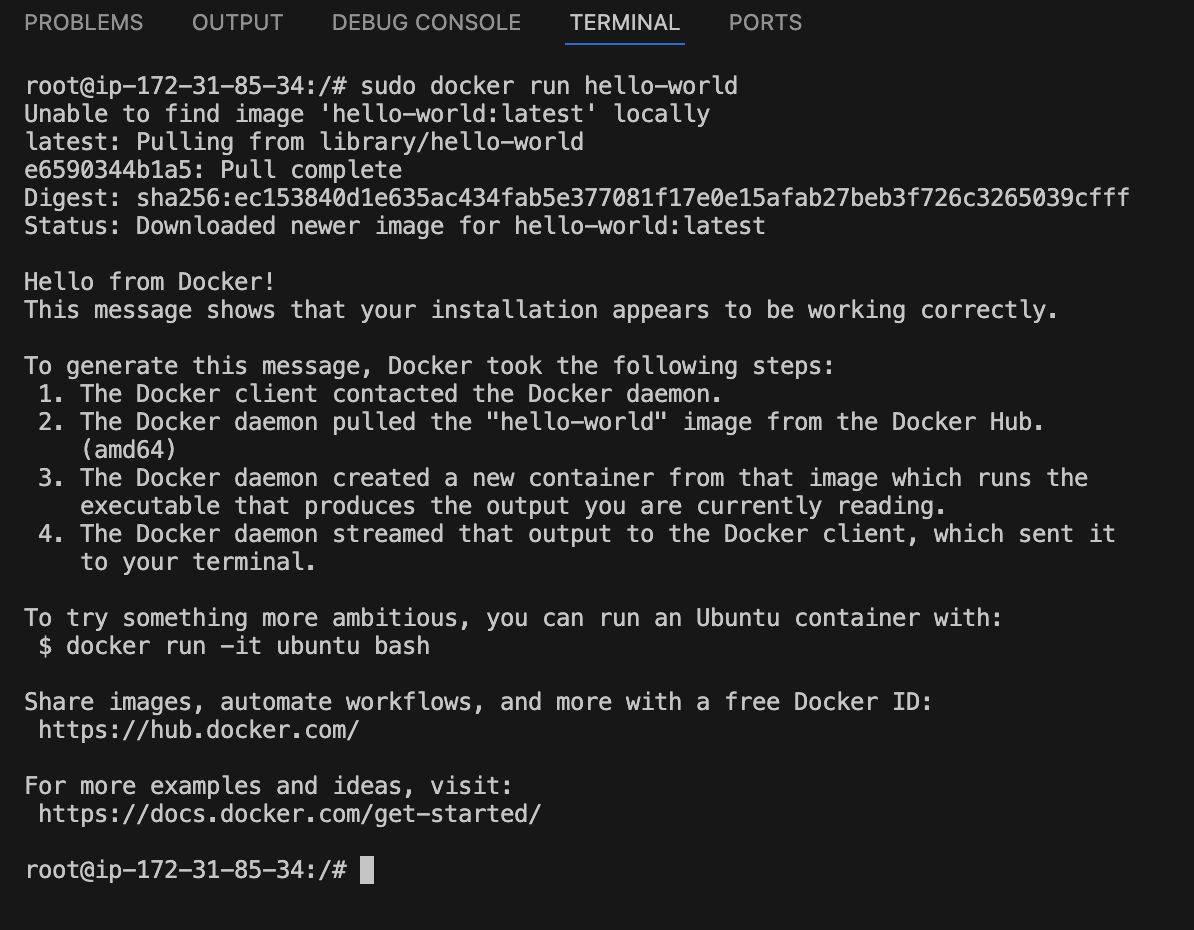 PROBLEMS OUTPUT DEBUG CONSOLE TERMINAL PORTS
root@ip-172-31-85-34:/# sudo docker run hello-world
Unable to find image 'hello-world:latest' locally
latest: Pulling from library/hello-world
e6590344b1a5: Pull complete
Digest: sha256:ec153840d1e635ac434fab5e377081f17e0e15afab27beb3f726c3265039cfff
Status: Downloaded newer image for hello-world:latest

Hello from Docker!
This message shows that your installation appears to be working correctly.

To generate this message, Docker took the following steps:
 1. The Docker client contacted the Docker daemon.
 2. The Docker daemon pulled the "hello-world" image from the Docker Hub.
    (amd64)
 3. The Docker daemon created a new container from that image which runs the
    executable that produces the output you are currently reading.
 4. The Docker daemon streamed that output to the Docker client, which sent it
    to your terminal.

To try something more ambitious, you can run an Ubuntu container with:
 $ docker run -it ubuntu bash

Share images, automate workflows, and more with a free Docker ID:
 https://hub.docker.com/

For more examples and ideas, visit:
 https://docs.docker.com/get-started/

root@ip-172-31-85-34:/#